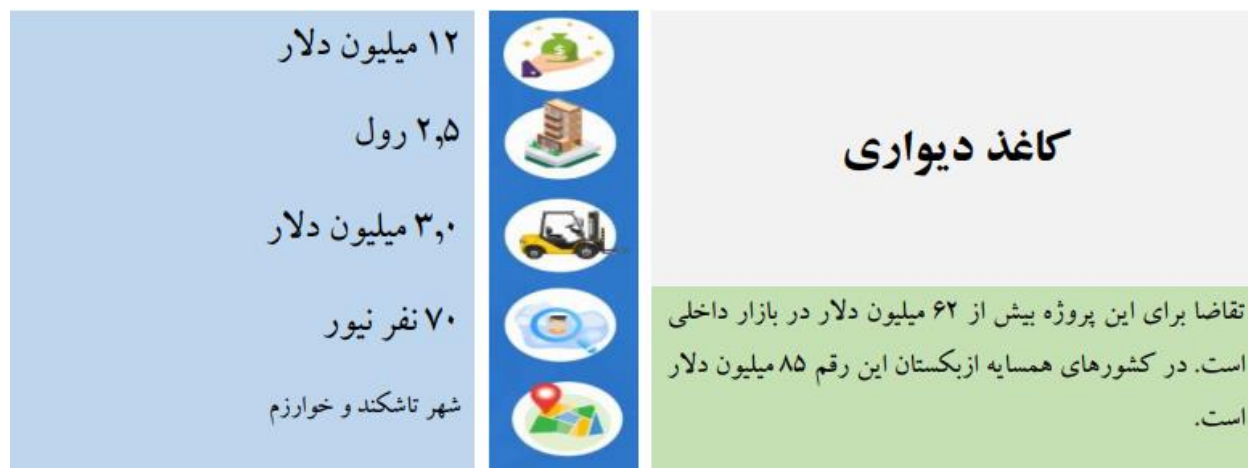 کاغذ دیواری
تقاضا برای این پروژه بیش از ۶۲ میلیون دلار در بازار داخلی
است. در کشورهای همسایه ازبکستان این رقم ۸۵ میلیون دلار
است.
۱۲ میلیون دلار
۲,۵ رول
۳,۰ میلیون دلار
۷۰ نفر نیور
شهر تاشکند و خوارزم